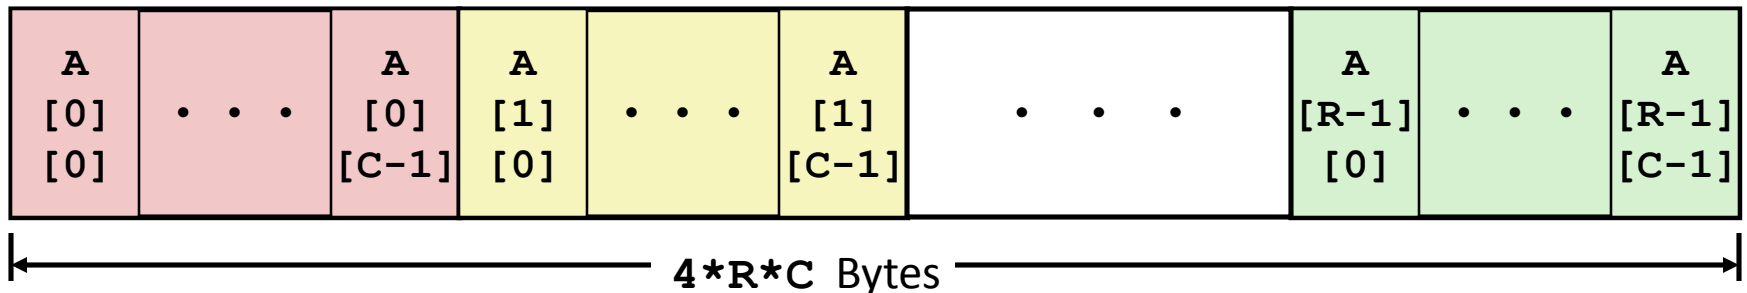 A A A A A A
[0] · · · [0] [1] · · · [1] · · · [R-1] · · · [R-1]
[0] [C-1] [0] [C-1] [0] [C-1]
4*R*C Bytes